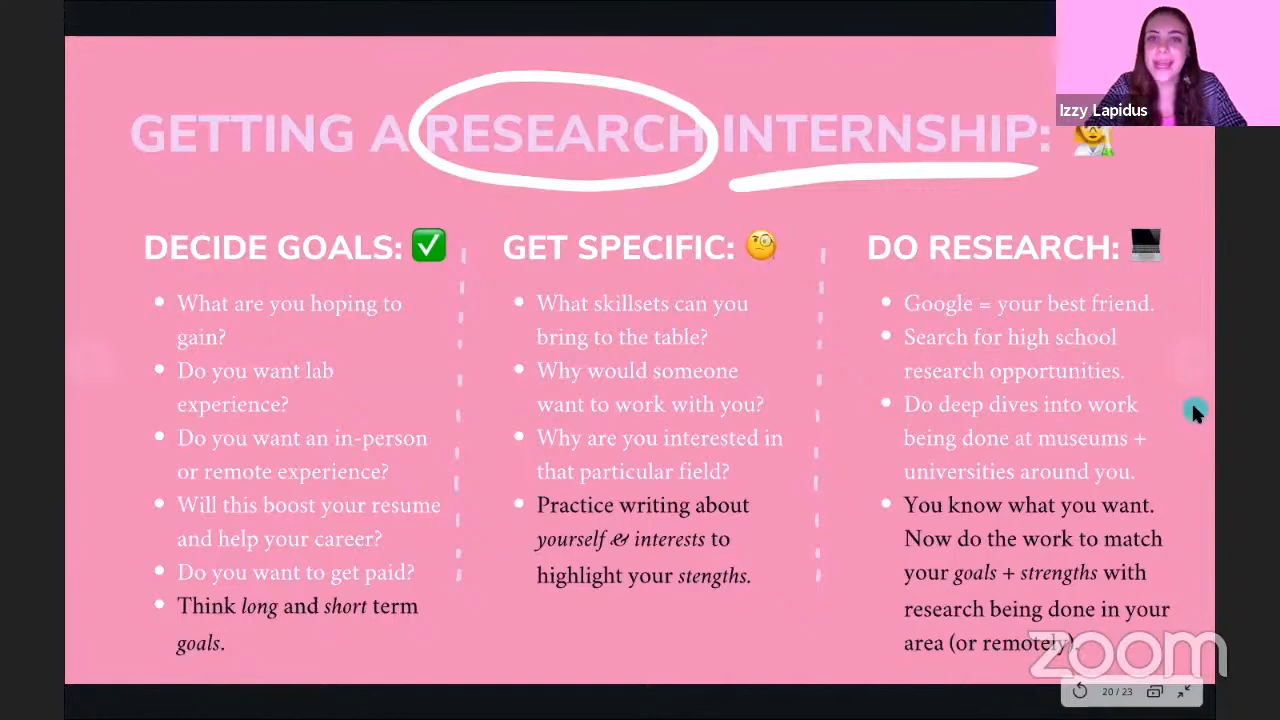 Izzy Lapidus
GETTING A RESEARCH INTERNSHIP:
DECIDE GOALS:
What are you hoping to
gain?
Do you want lab
experience?
Do you want an in-person
or remote experience?
Will this boost your resume
and help your career?
Do you want to get paid?
Think long and short term
goals.
GET SPECIFIC:
What skillsets can you
bring to the table?
Why would someone
want to work with you?
Why are you interested in
that particular field?
Practice writing about
yourself & interests to
highlight your stengths.
DO RESEARCH:
Google = your best friend.
Search for high school
research opportunities.
Do deep dives into work
being done at museums +
universities around you.
You know what you want.
Now do the work to match
your goals + strengths with
research being done in your
area (or remotely).
zoom
20 / 23